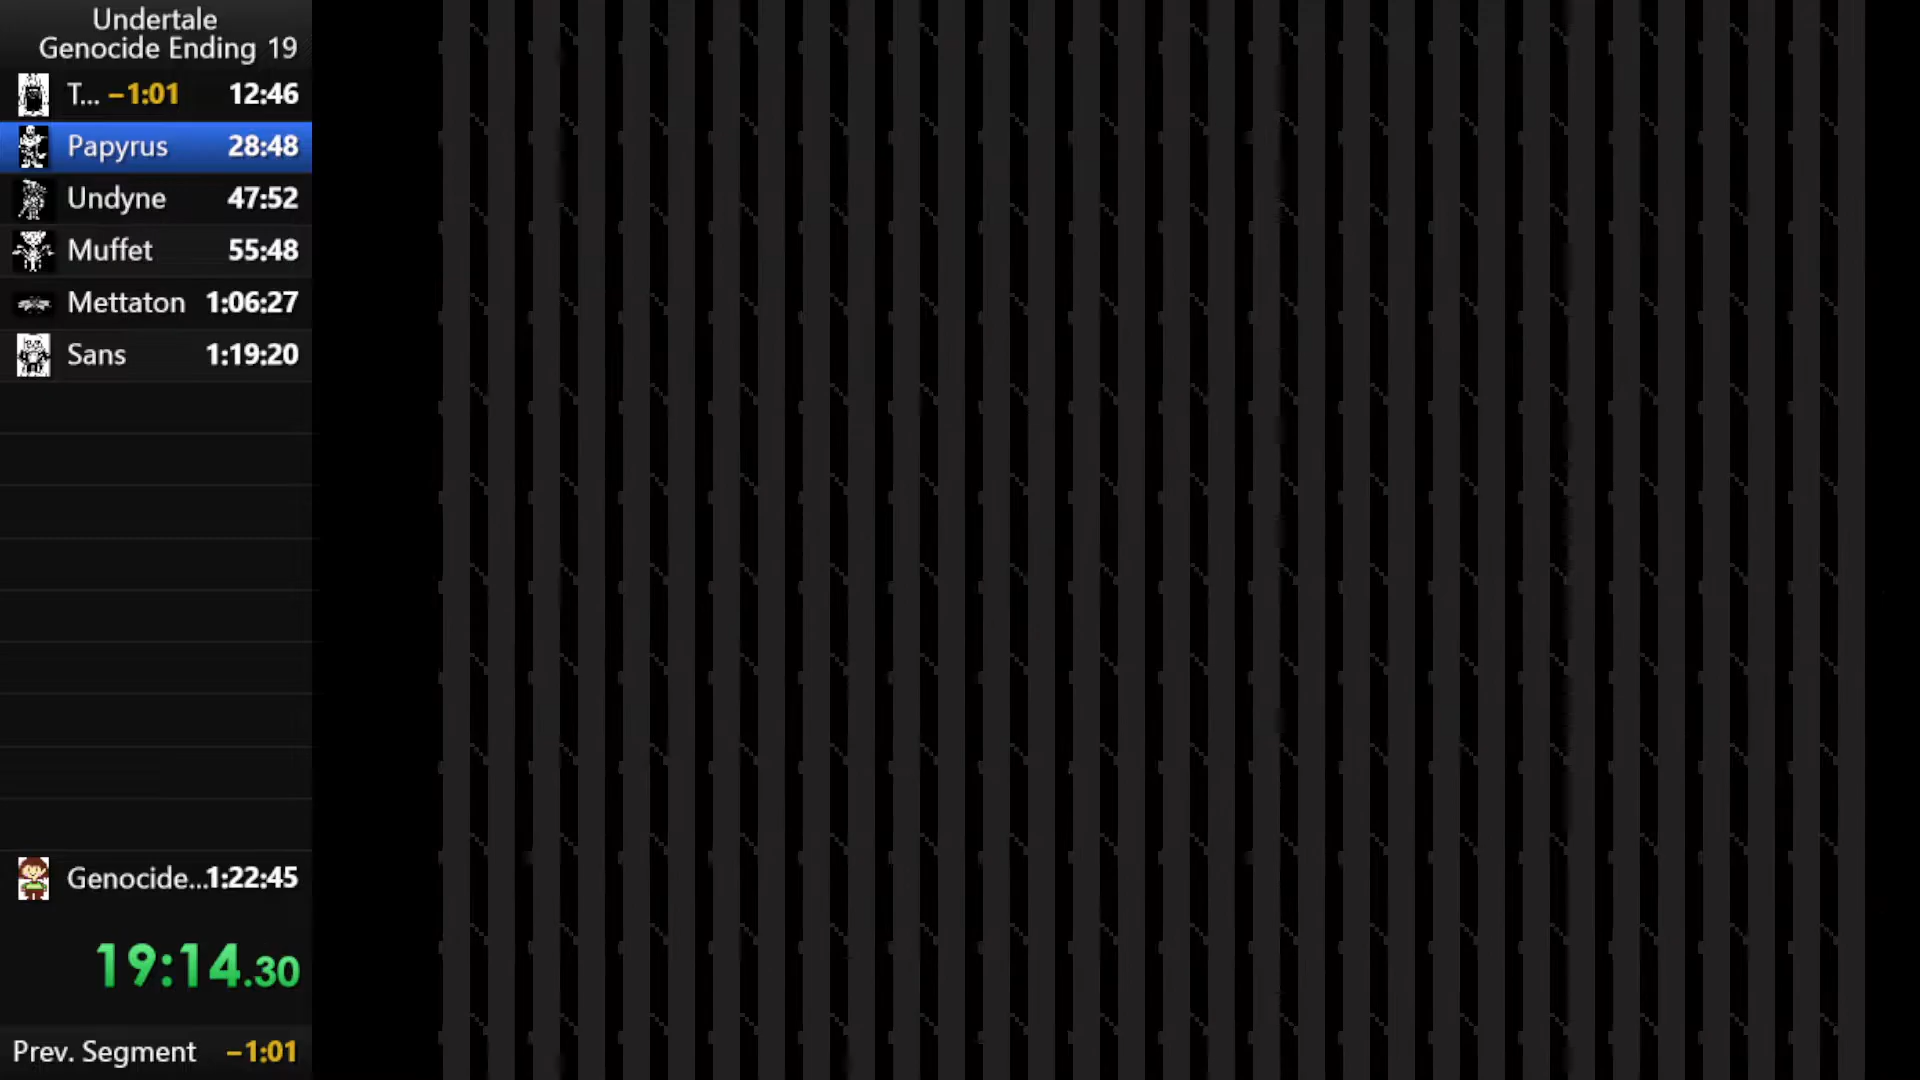 Undertale
Genocide Ending 19
T... −1:01 12:46
Papyrus 28:48
Undyne 47:52
Muffet 55:48
Mettaton 1:06:27
Sans 1:19:20
Genocide...1:22:45
19:14.30
Prev. Segment −1:01